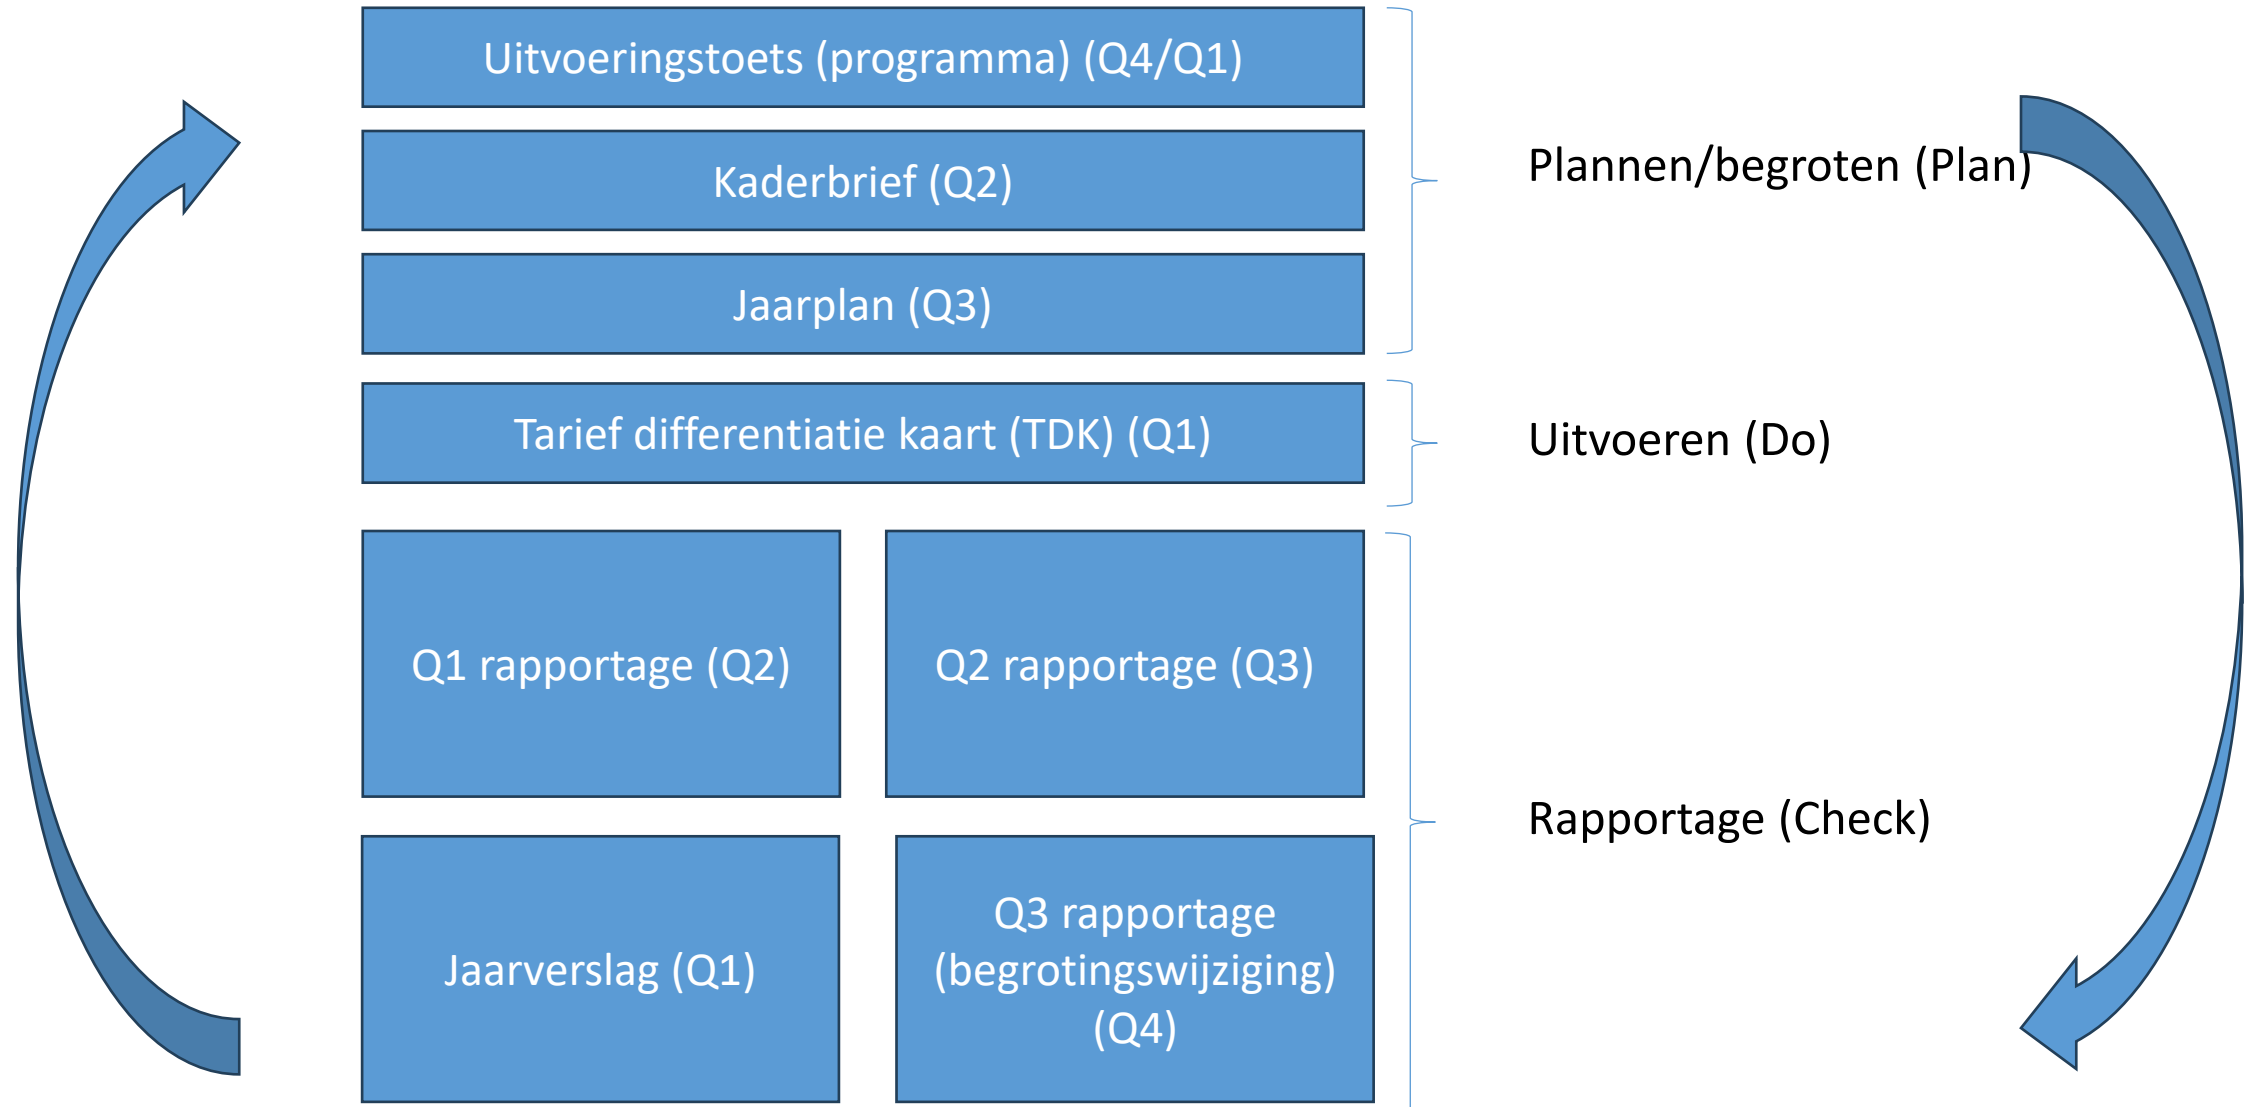 Uitvoeringstoets (programma) (Q4/Q1)
Kaderbrief (Q2)
Jaarplan (Q3)
Plannen/begroten (Plan)
Tarief differentiatie kaart (TDK) (Q1)
Uitvoeren (Do)
Q1 rapportage (Q2)
Q2 rapportage (Q3)
Jaarverslag (Q1)
Q3 rapportage
(begrotingswijziging)
(Q4)
Rapportage (Check)